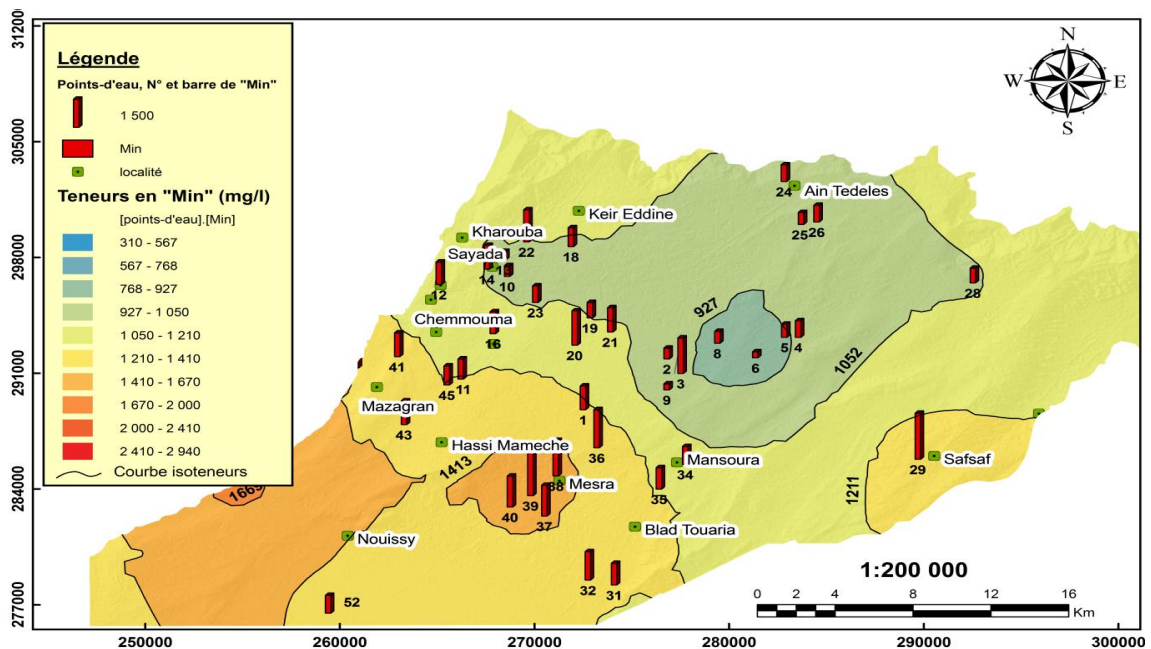 Légende
Points-d'eau, N° et barre de "Min"
1 500
Min
localité
Teneurs en "Min" (mg/l)
[points-d'eau].[Min]
310 - 567
567 - 768
768 - 927
927 - 1 050
1 050 - 1 210
1 210 - 1 410
1 410 - 1 670
1 670 - 2 000
2 000 - 2 410
2 410 - 2 940
Courbe isoteneurs
N
W E
S
24
Ain Tedeles
Keir Eddine
25
26
Kharouba
22
18
Sayada
13
14
10
28
12
23
927
19
Chemmouma
16
20
21
8
5
4
2
3
6
1052
41
11
45
9
Mazagran
1
43
Hassi Mameche
36
Mansoura
34
29
Safsaf
1413
38
Mesra
35
1211
39
40
37
Blad Touaria
Nouissy
32
31
52
1:200 000
0 2 4 8 12 16
Km
312000
305000
298000
291000
284000
277000
250000
260000
270000
280000
290000
300000